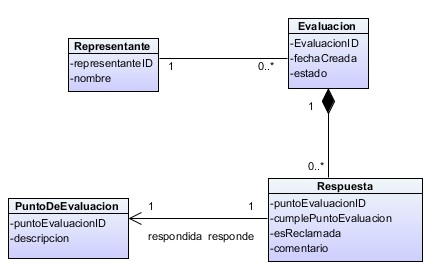 Evaluacion
-EvaluacionID
-fechaCreada
-estado
Representante
-representanteID
-nombre
1
0..*
1
0..*
Respuesta
-puntoEvaluacionID
-cumplePuntoEvaluacion
-esReclamada
-comentario
PuntoDeEvaluacion
-puntoEvaluacionID
-descripcion
1
1
respondida responde